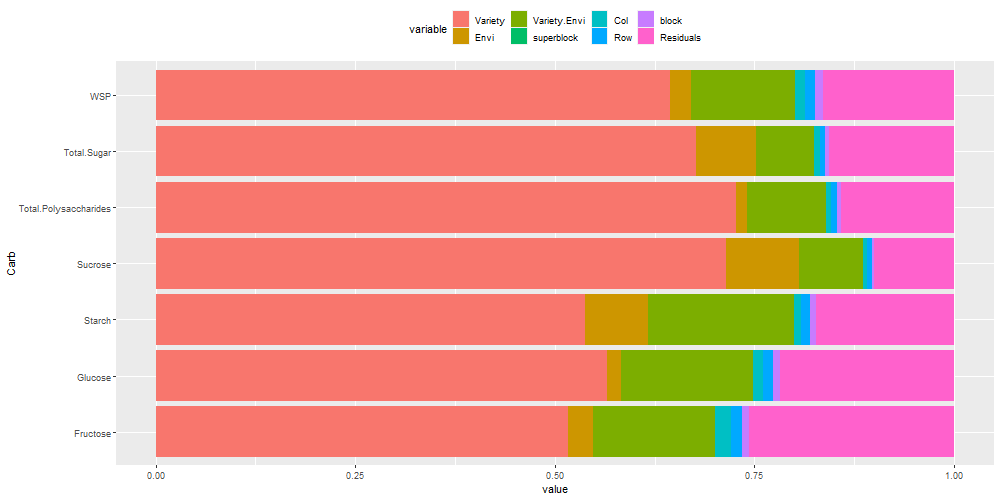 variable
Variety Variety.Envi Col block
Envi superblock Row Residuals
WSP
Total.Sugar
Total.Polysaccharides
Sucrose
Starch
Glucose
Fructose
Carb
0.00 0.25 0.50 0.75 1.00
value